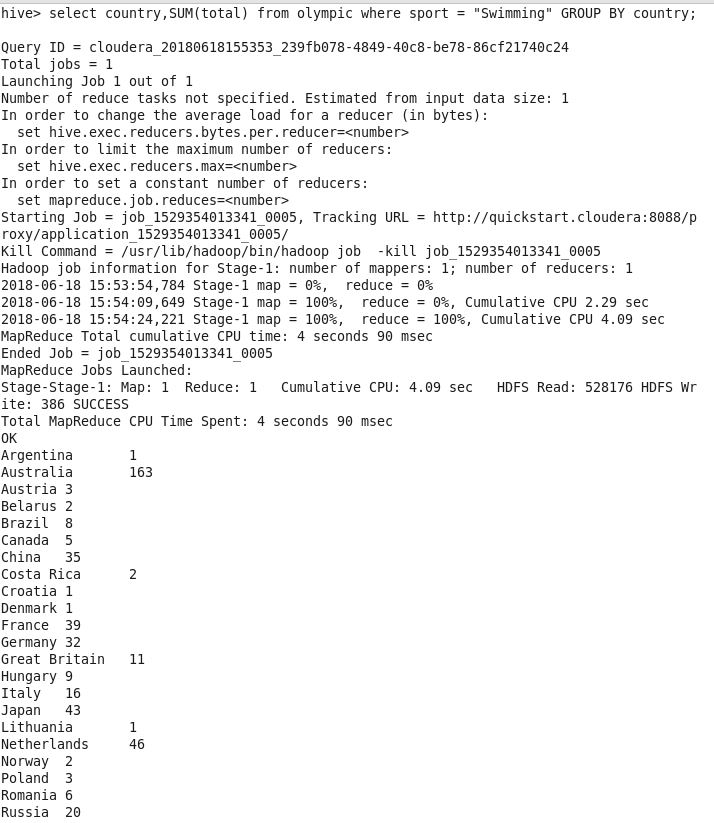 hive> select country,SUM(total) from olympic where sport = "Swimming" GROUP BY country;
Query ID = cloudera_20180618155353_239fb078-4849-40c8-be78-86cf21740c24
Total jobs = 1
Launching Job 1 out of 1
Number of reduce tasks not specified. Estimated from input data size: 1
In order to change the average load for a reducer (in bytes):
  set hive.exec.reducers.bytes.per.reducer=<number>
In order to limit the maximum number of reducers:
  set hive.exec.reducers.max=<number>
In order to set a constant number of reducers:
  set mapreduce.job.reduces=<number>
Starting Job = job_1529354013341_0005, Tracking URL = http://quickstart.cloudera:8088/p
roxy/application_1529354013341_0005/
Kill Command = /usr/lib/hadoop/bin/hadoop job  -kill job_1529354013341_0005
Hadoop job information for Stage-1: number of mappers: 1; number of reducers: 1
2018-06-18 15:53:54,784 Stage-1 map = 0%,  reduce = 0%
2018-06-18 15:54:09,649 Stage-1 map = 100%,  reduce = 0%, Cumulative CPU 2.29 sec
2018-06-18 15:54:24,221 Stage-1 map = 100%,  reduce = 100%, Cumulative CPU 4.09 sec
MapReduce Total cumulative CPU time: 4 seconds 90 msec
Ended Job = job_1529354013341_0005
MapReduce Jobs Launched:
Stage-Stage-1: Map: 1  Reduce: 1   Cumulative CPU: 4.09 sec   HDFS Read: 528176 HDFS Wr
ite: 386 SUCCESS
Total MapReduce CPU Time Spent: 4 seconds 90 msec
OK
Argentina	1
Australia	163
Austria	3
Belarus	2
Brazil	8
Canada	5
China	35
Costa Rica	2
Croatia	1
Denmark	1
France	39
Germany	32
Great Britain	11
Hungary	9
Italy	16
Japan	43
Lithuania	1
Netherlands	46
Norway	2
Poland	3
Romania	6
Russia	20